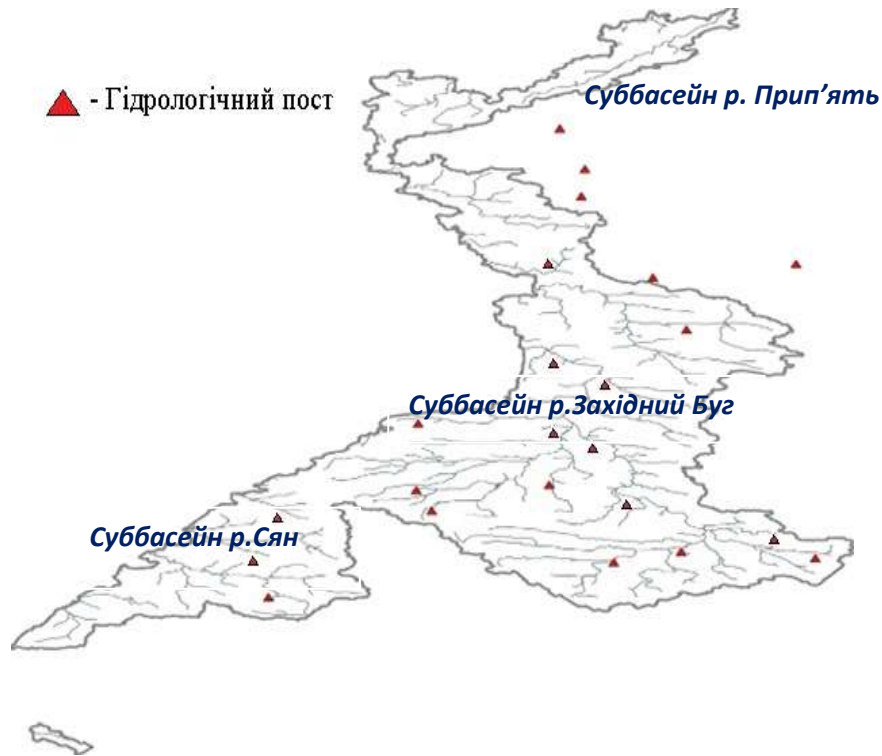 Суббасейн р. Прип’ять
- Гідрологічний пост
Суббасейн р.Західний Буг
Суббасейн р.Сян